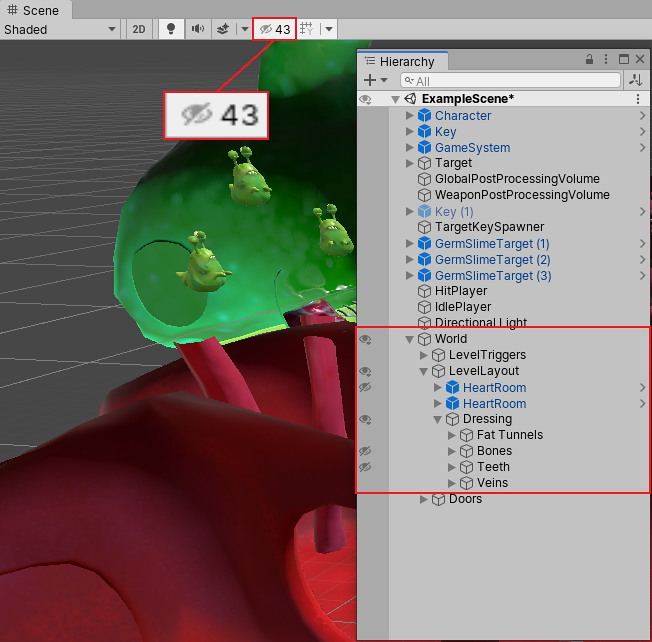 Scene
Shaded
2D
43
43
Hierarchy
All
ExampleScene*
Character
Key
GameSystem
Target
GlobalPostProcessingVolume
WeaponPostProcessingVolume
Key (1)
TargetKeySpawner
GermSlimeTarget (1)
GermSlimeTarget (2)
GermSlimeTarget (3)
HitPlayer
IdlePlayer
Directional Light
World
LevelTriggers
LevelLayout
HeartRoom
HeartRoom
Dressing
Fat Tunnels
Bones
Teeth
Veins
Doors